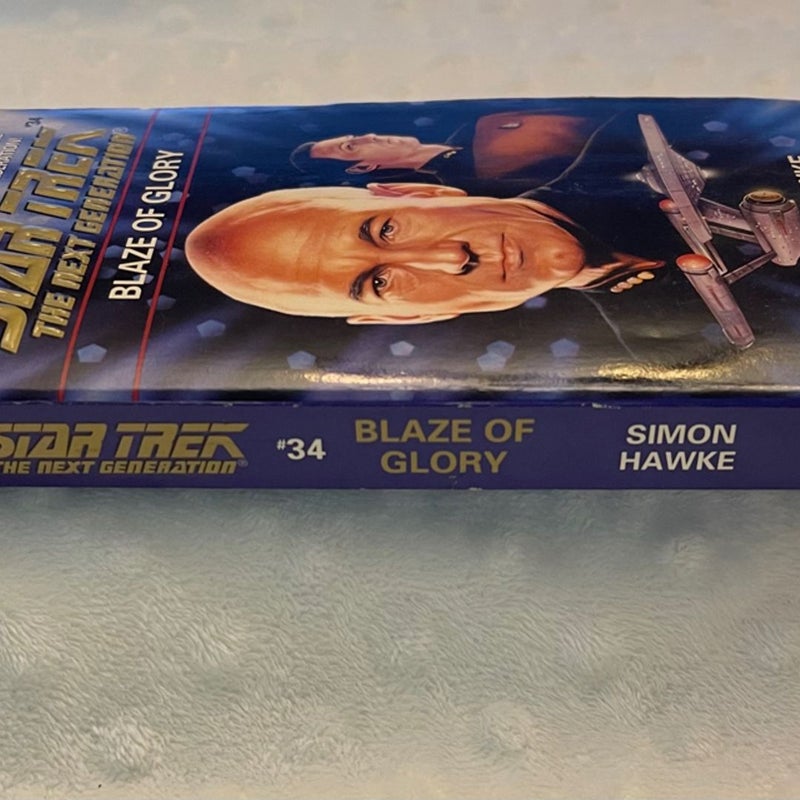 STAR TREK
THE NEXT GENERATION®
BLAZE OF GLORY
STAR TREK
THE NEXT GENERATION®
#34
BLAZE OF
GLORY
SIMON
HAWKE